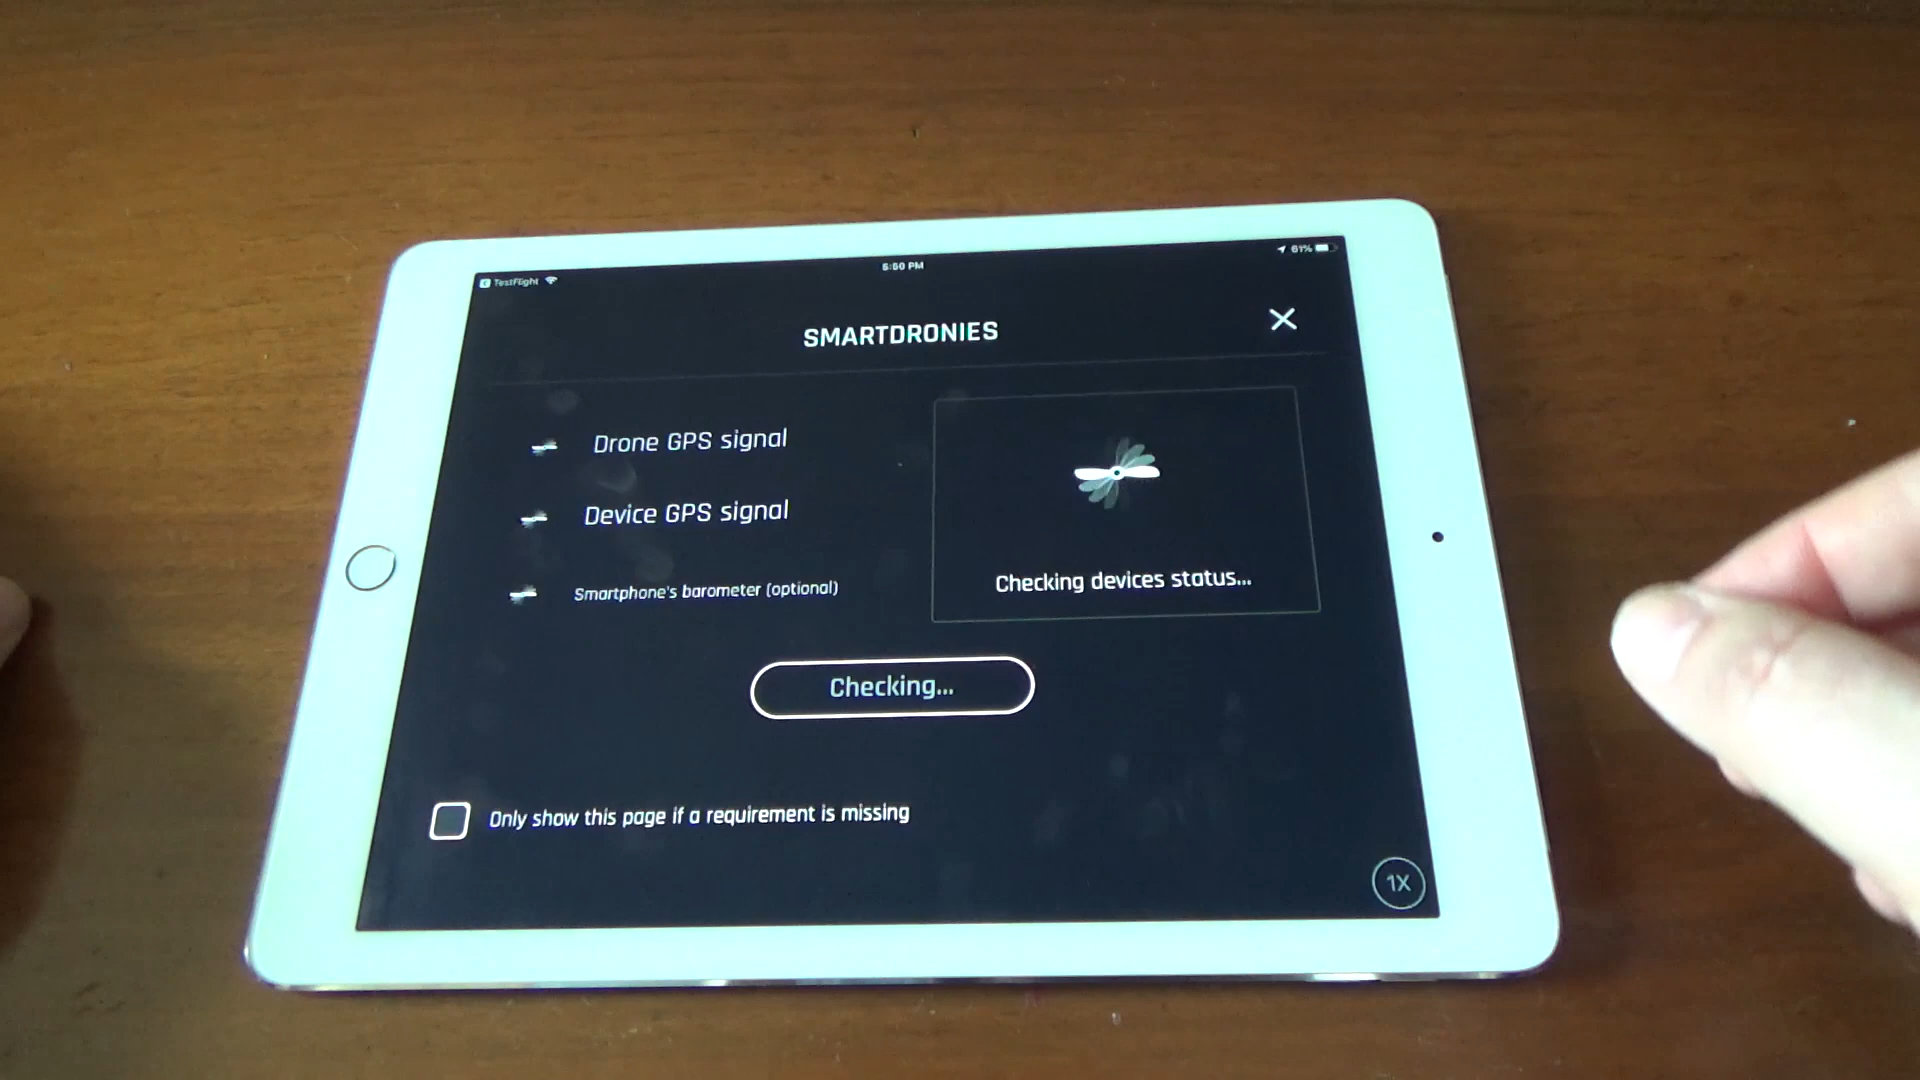 TestFlight
5:50 PM
61%
SMARTDRONIES
Drone GPS signal
Device GPS signal
Smartphone's barometer (optional)
Checking devices status...
Checking...
Only show this page if a requirement is missing
1X